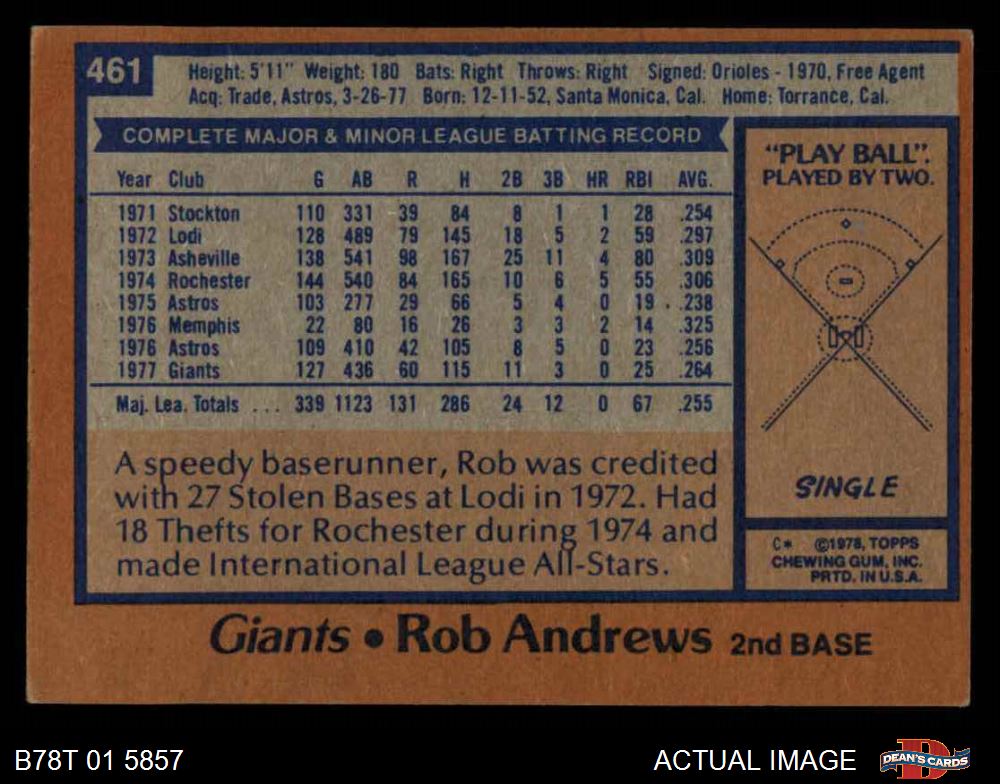 461
Height: 5'11" Weight: 180 Bats: Right Throws: Right Signed: Orioles - 1970, Free Agent
Acq: Trade, Astros, 3-26-77 Born: 12-11-52, Santa Monica, Cal. Home: Torrance, Cal.
COMPLETE MAJOR & MINOR LEAGUE BATTING RECORD
Year Club G AB R H 2B 3B HR RBI AVG.
1971 Stockton 110 331 39 84 8 1 1 28 .254
1972 Lodi 128 489 79 145 18 5 2 59 .297
1973 Asheville 138 541 98 167 25 11 4 80 .309
1974 Rochester 144 540 84 165 10 6 5 55 .306
1975 Astros 103 277 29 66 5 4 0 19 .238
1976 Memphis 22 80 16 26 3 3 2 14 .325
1976 Astros 109 410 42 105 8 5 0 23 .256
1977 Giants 127 436 60 115 11 3 0 25 .264
Maj. Lea. Totals ... 339 1123 131 286 24 12 0 67 .255
A speedy baserunner, Rob was credited
with 27 Stolen Bases at Lodi in 1972. Had
18 Thefts for Rochester during 1974 and
made International League All-Stars.
"PLAY BALL".
PLAYED BY TWO.
SINGLE
C* ©1978, TOPPS
CHEWING GUM, INC.
PRTD. IN U.S.A.
Giants • Rob Andrews 2nd BASE
B78T 01 5857
ACTUAL IMAGE
DEAN'S CARDS